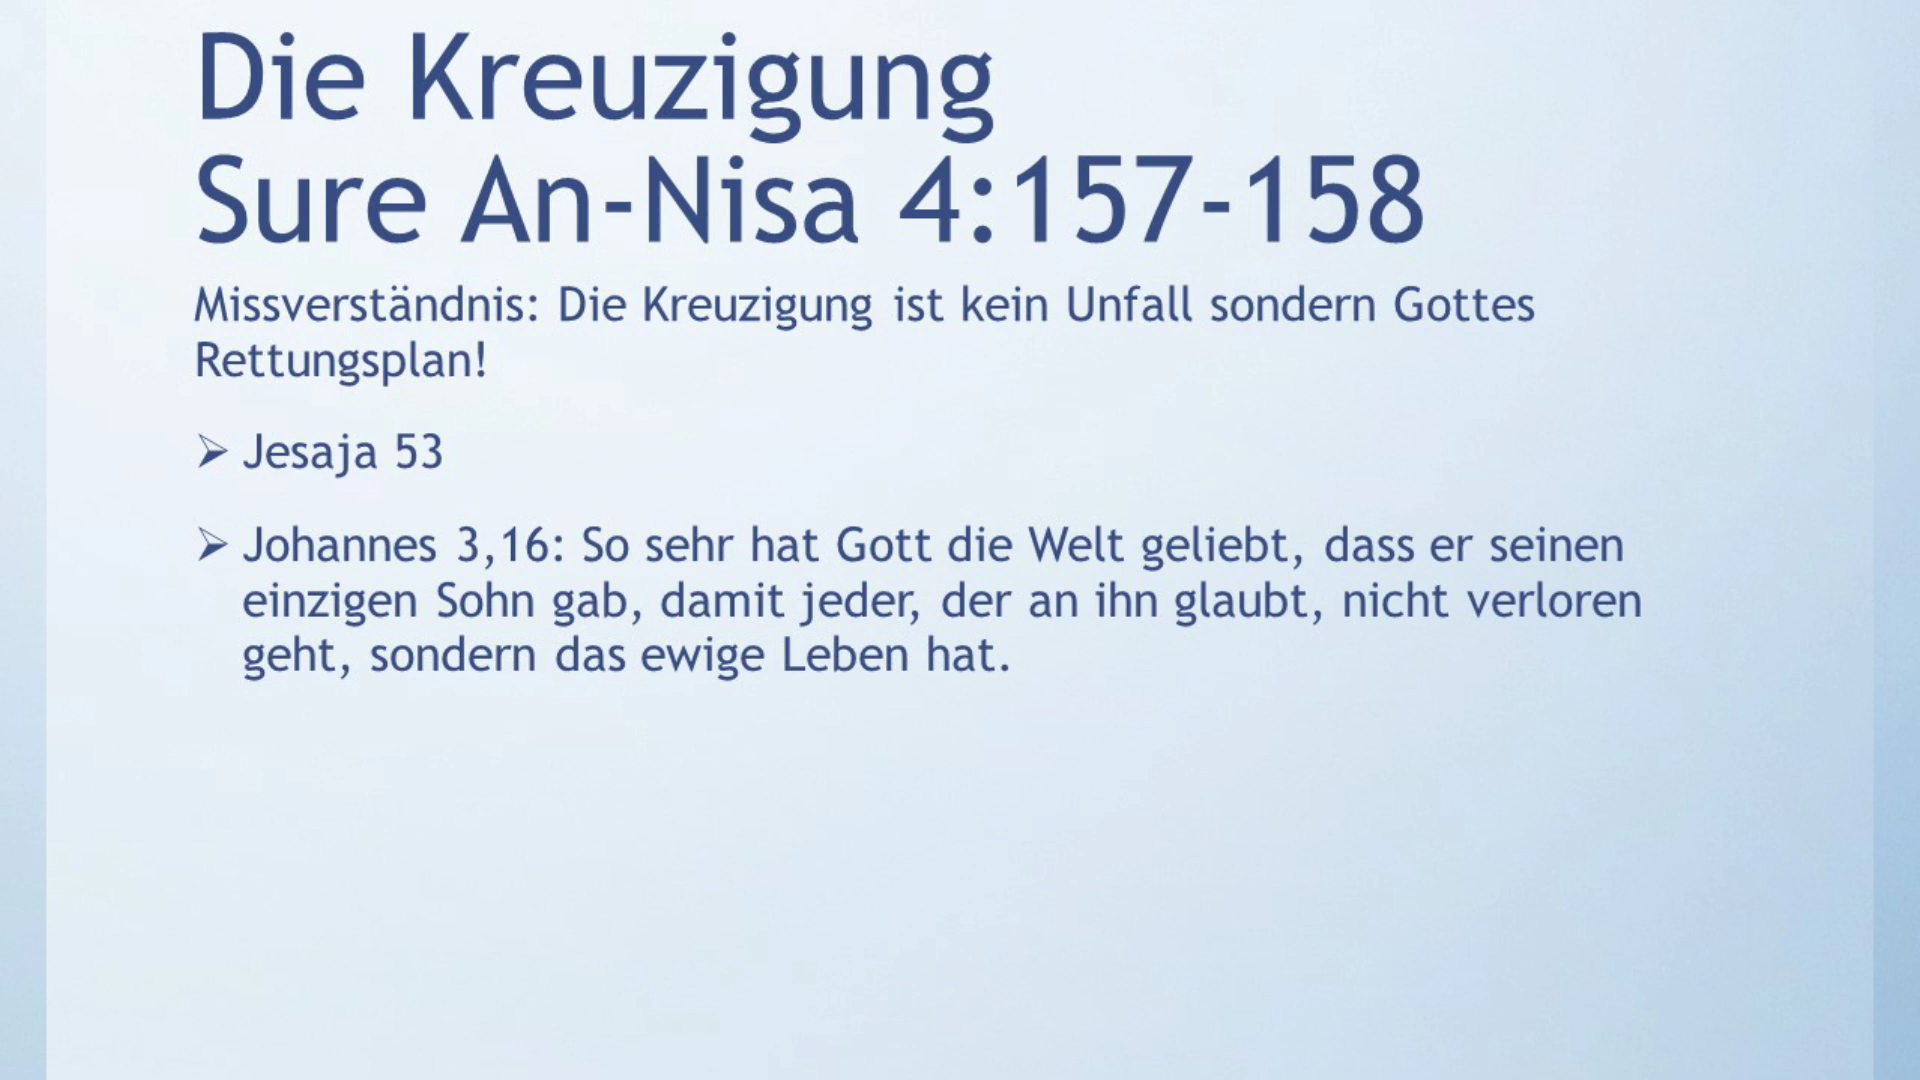 Die Kreuzigung
Sure An-Nisa 4:157-158
Missverständnis: Die Kreuzigung ist kein Unfall sondern Gottes
Rettungsplan!
➢ Jesaja 53
➢ Johannes 3,16: So sehr hat Gott die Welt geliebt, dass er seinen
einzigen Sohn gab, damit jeder, der an ihn glaubt, nicht verloren
geht, sondern das ewige Leben hat.